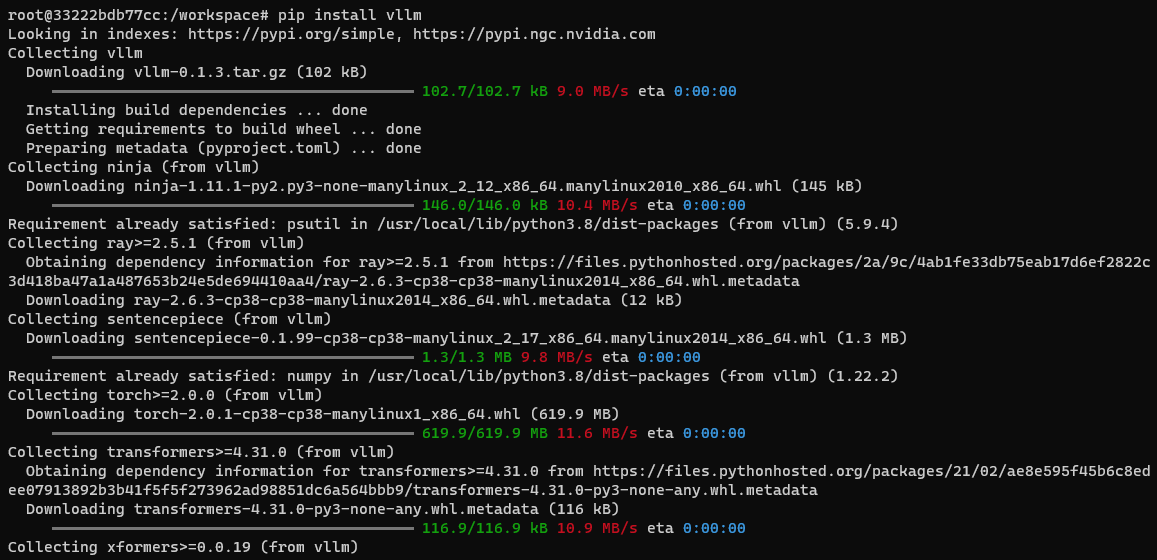 root@33222bdb77cc:/workspace# pip install vllm
Looking in indexes: https://pypi.org/simple, https://pypi.ngc.nvidia.com
Collecting vllm
  Downloading vllm-0.1.3.tar.gz (102 kB)
     102.7/102.7 kB 9.0 MB/s eta 0:00:00
  Installing build dependencies ... done
  Getting requirements to build wheel ... done
  Preparing metadata (pyproject.toml) ... done
Collecting ninja (from vllm)
  Downloading ninja-1.11.1-py2.py3-none-manylinux_2_12_x86_64.manylinux2010_x86_64.whl (145 kB)
     146.0/146.0 kB 10.4 MB/s eta 0:00:00
Requirement already satisfied: psutil in /usr/local/lib/python3.8/dist-packages (from vllm) (5.9.4)
Collecting ray>=2.5.1 (from vllm)
  Obtaining dependency information for ray>=2.5.1 from https://files.pythonhosted.org/packages/2a/9c/4ab1fe33db75eab17d6ef2822c
3d418ba47a1a487653b24e5de694410aa4/ray-2.6.3-cp38-cp38-manylinux2014_x86_64.whl.metadata
  Downloading ray-2.6.3-cp38-cp38-manylinux2014_x86_64.whl.metadata (12 kB)
Collecting sentencepiece (from vllm)
  Downloading sentencepiece-0.1.99-cp38-cp38-manylinux_2_17_x86_64.manylinux2014_x86_64.whl (1.3 MB)
     1.3/1.3 MB 9.8 MB/s eta 0:00:00
Requirement already satisfied: numpy in /usr/local/lib/python3.8/dist-packages (from vllm) (1.22.2)
Collecting torch>=2.0.0 (from vllm)
  Downloading torch-2.0.1-cp38-cp38-manylinux1_x86_64.whl (619.9 MB)
     619.9/619.9 MB 11.6 MB/s eta 0:00:00
Collecting transformers>=4.31.0 (from vllm)
  Obtaining dependency information for transformers>=4.31.0 from https://files.pythonhosted.org/packages/21/02/ae8e595f45b6c8ed
ee07913892b3b41f5f5f273962ad98851dc6a564bbb9/transformers-4.31.0-py3-none-any.whl.metadata
  Downloading transformers-4.31.0-py3-none-any.whl.metadata (116 kB)
     116.9/116.9 kB 10.9 MB/s eta 0:00:00
Collecting xformers>=0.0.19 (from vllm)